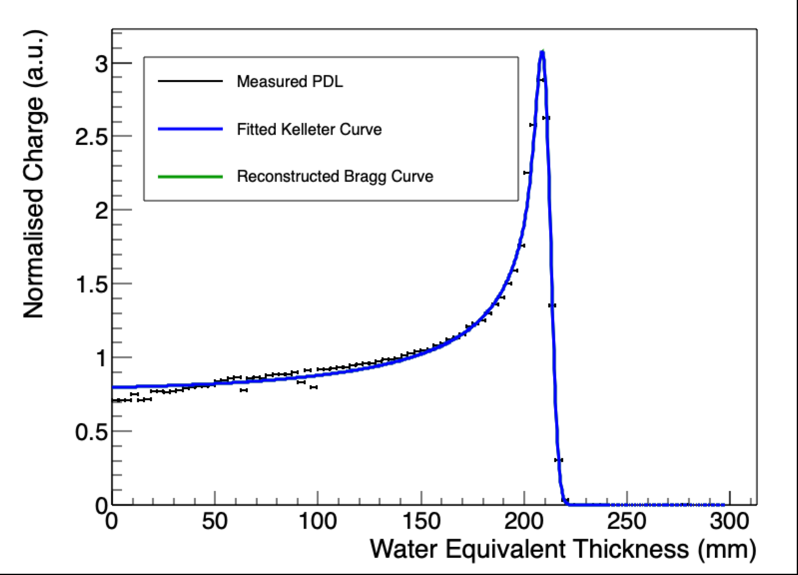 Normalised Charge (a.u.)
3
2.5
2
1.5
1
0.5
0
Measured PDL
Fitted Kelleter Curve
Reconstructed Bragg Curve
0 50 100 150 200 250 300
Water Equivalent Thickness (mm)